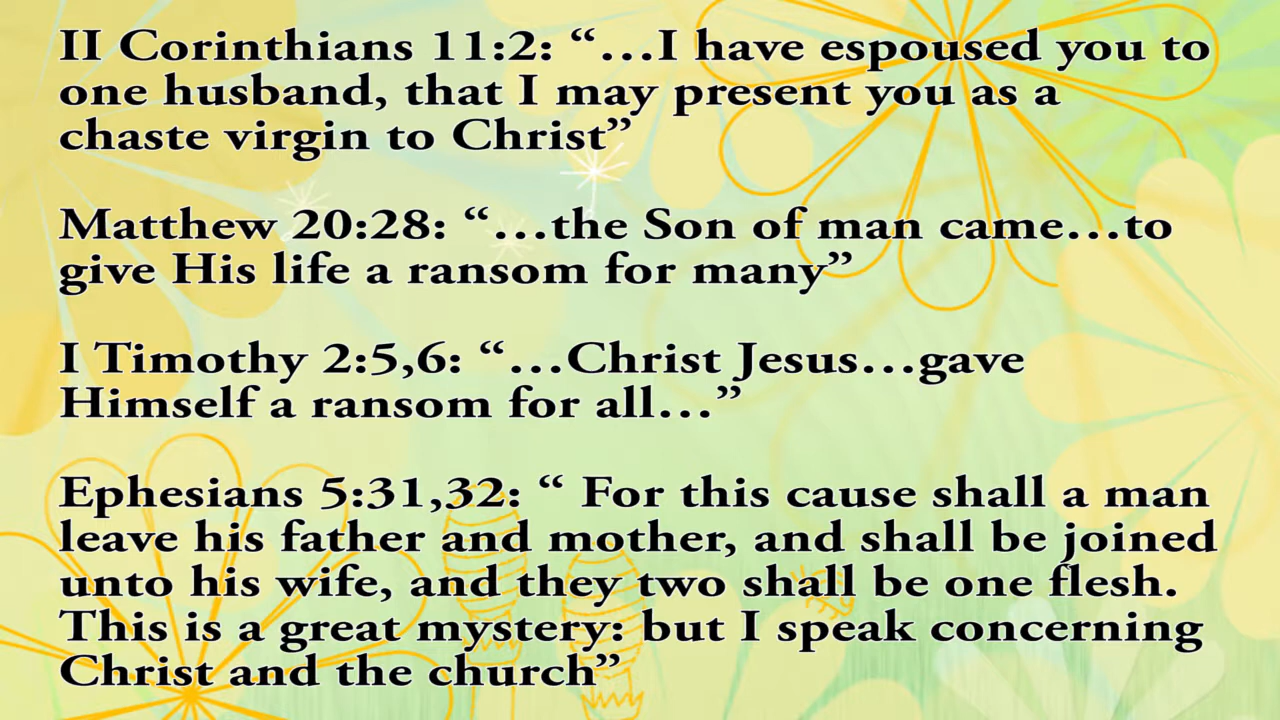 II Corinthians 11:2: “…I have espoused you to
one husband, that I may present you as a
chaste virgin to Christ”
Matthew 20:28: “…the Son of man came…to
give His life a ransom for many”
I Timothy 2:5,6: “…Christ Jesus…gave
Himself a ransom for all…”
Ephesians 5:31,32: “ For this cause shall a man
leave his father and mother, and shall be joined
unto his wife, and they two shall be one flesh.
This is a great mystery: but I speak concerning
Christ and the church”